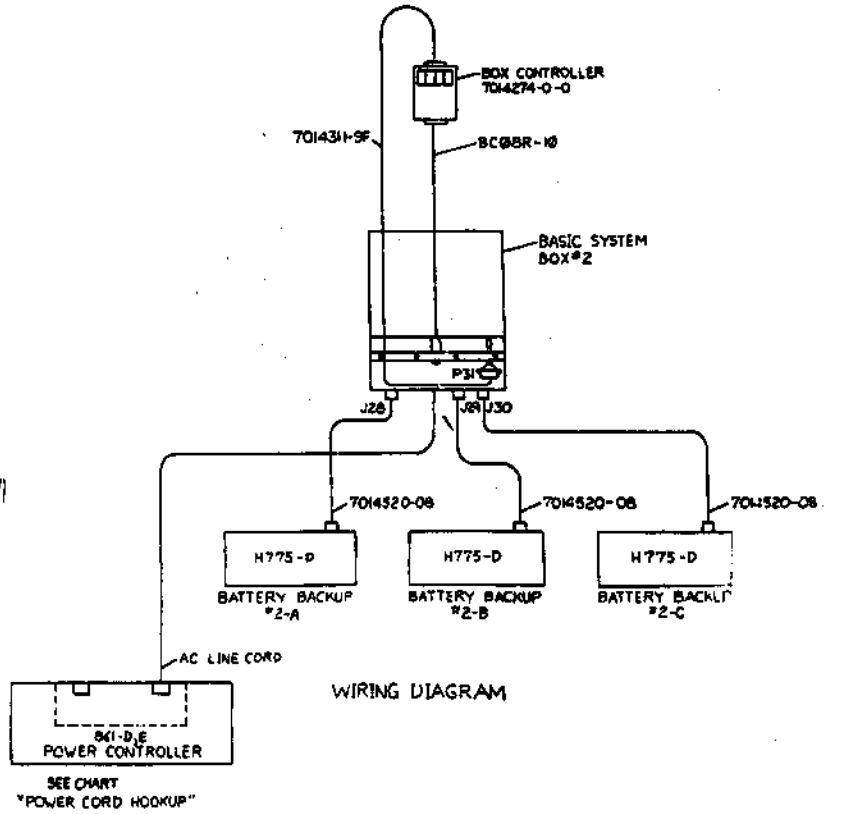 BOX CONTROLLER
7014274-0-0
7014311-9F
BC08R-10
BASIC SYSTEM
BOX#2
P31
J28
J29
J30
7014520-08
7014520-08
7014520-08
H775-D
H775-D
H775-D
BATTERY BACKUP
#2-A
BATTERY BACKUP
#2-B
BATTERY BACKU
#2-C
AC LINE CORD
WIRING DIAGRAM
861-D,E
POWER CONTROLLER
SEE CHART
"POWER CORD HOOKUP"